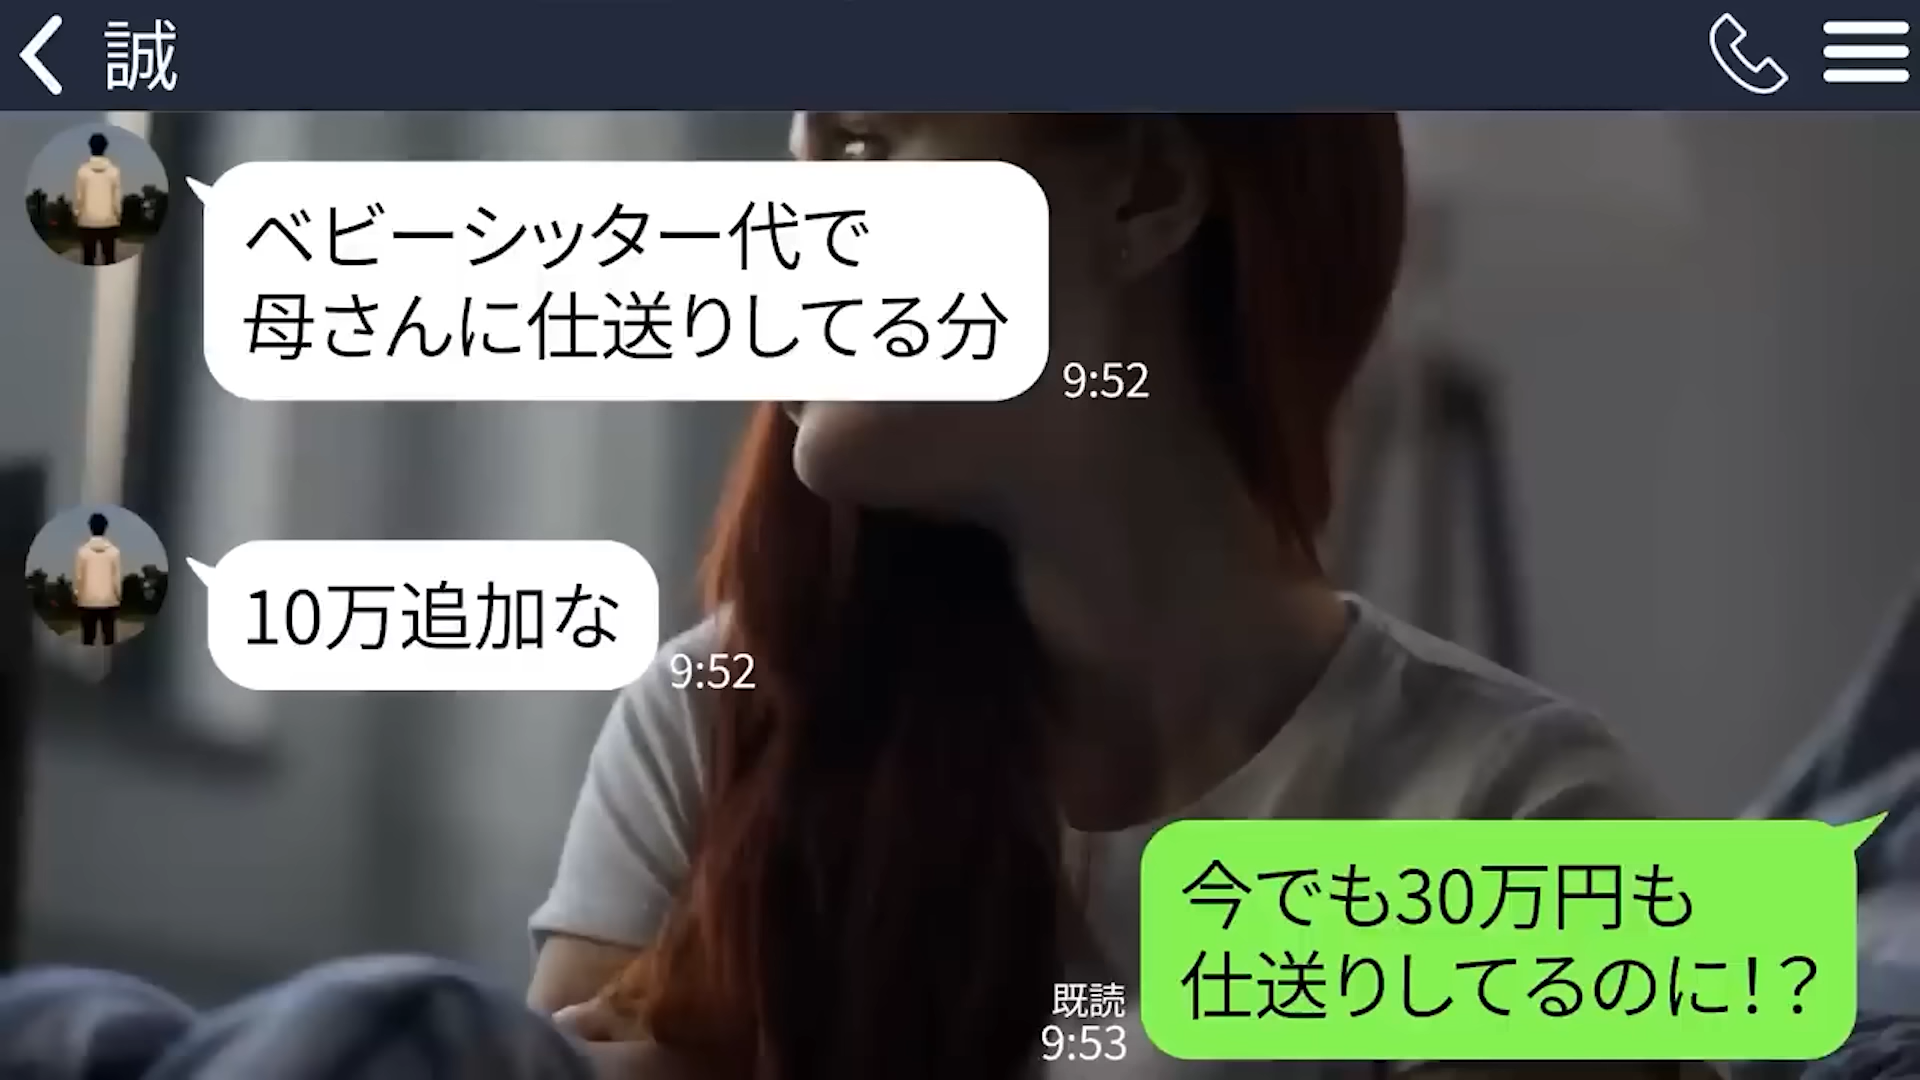 誠
ベビーシッター代で
母さんに仕送りしてる分
9:52
10万追加な
9:52
今でも30万円も
仕送りしてるのに!?
既読
9:53